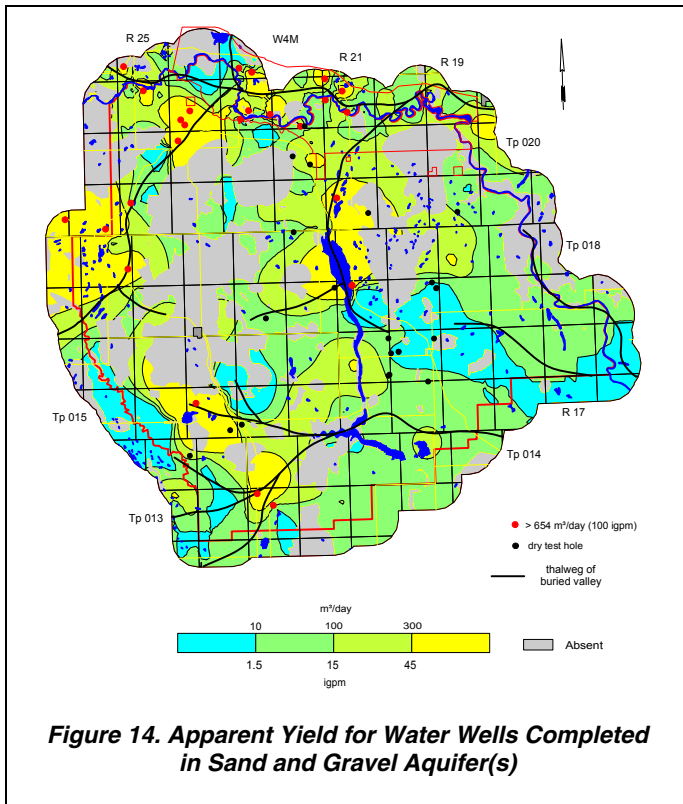 R 25
W4M
R 21
R 19
Tp 020
Tp 018
Tp 015
R 17
Tp 014
Tp 013
> 654 m³/day (100 igpm)
dry test hole
thalweg of
buried valley
m³/day
10 100 300
Absent
1.5 15 45
igpm
Figure 14. Apparent Yield for Water Wells Completed
in Sand and Gravel Aquifer(s)